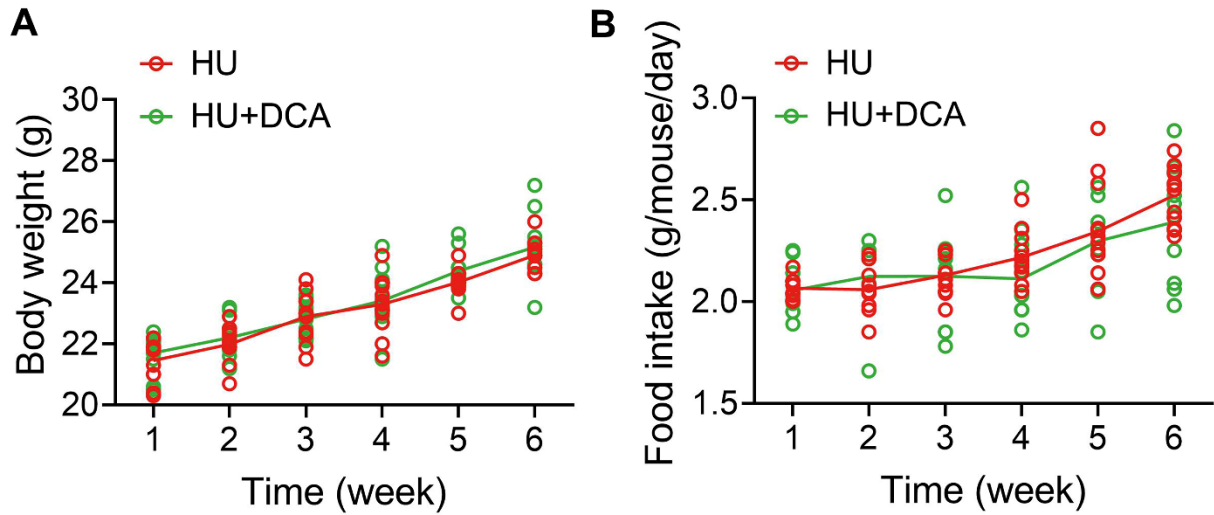 A
HU
HU+DCA
Body weight (g)
30
28
26
24
22
20
1 2 3 4 5 6
Time (week)
B
HU
HU+DCA
Food intake (g/mouse/day)
3.0
2.5
2.0
1.5
1 2 3 4 5 6
Time (week)